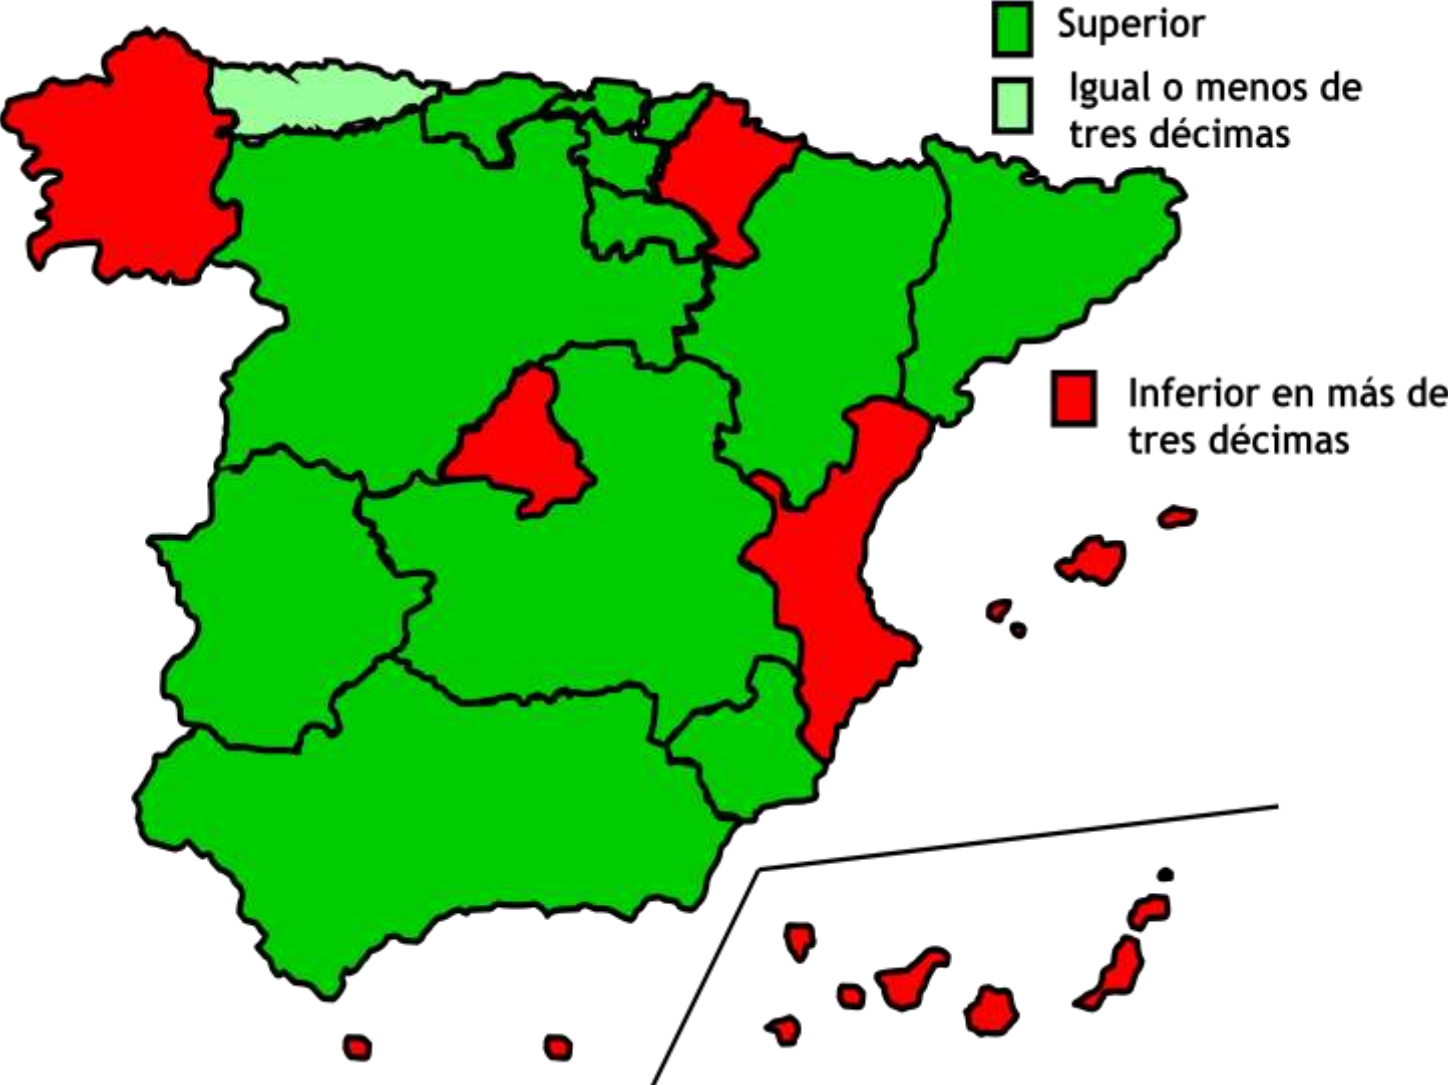 Superior
Igual o menos de
tres décimas
Inferior en más de
tres décimas